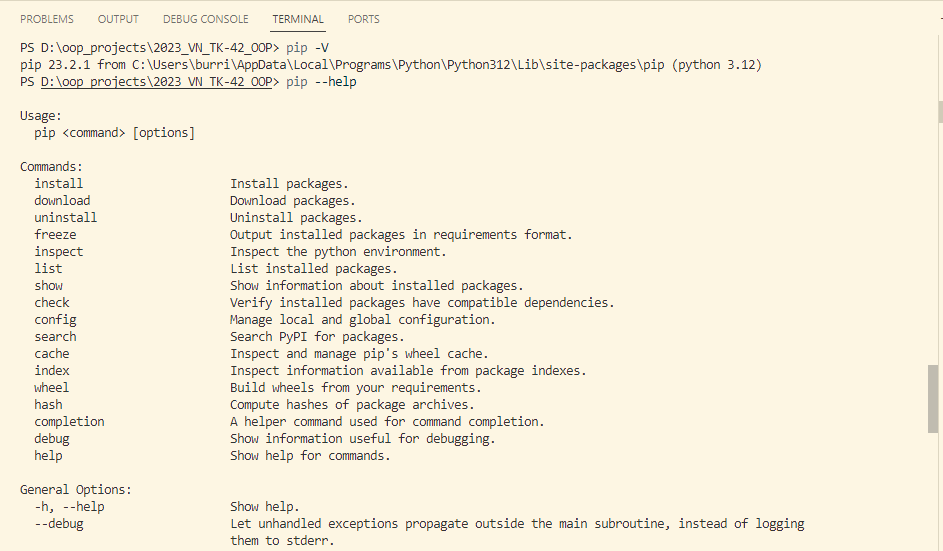 PROBLEMS OUTPUT DEBUG CONSOLE TERMINAL PORTS
PS D:\oop_projects\2023_VN_TK-42_OOP> pip -V
pip 23.2.1 from C:\Users\burri\AppData\Local\Programs\Python\Python312\Lib\site-packages\pip (python 3.12)
PS D:\oop_projects\2023_VN_TK-42_OOP> pip --help
Usage:
pip <command> [options]
Commands:
install Install packages.
download Download packages.
uninstall Uninstall packages.
freeze Output installed packages in requirements format.
inspect Inspect the python environment.
list List installed packages.
show Show information about installed packages.
check Verify installed packages have compatible dependencies.
config Manage local and global configuration.
search Search PyPI for packages.
cache Inspect and manage pip's wheel cache.
index Inspect information available from package indexes.
wheel Build wheels from your requirements.
hash Compute hashes of package archives.
completion A helper command used for command completion.
debug Show information useful for debugging.
help Show help for commands.
General Options:
-h, --help Show help.
--debug Let unhandled exceptions propagate outside the main subroutine, instead of logging
them to stderr.